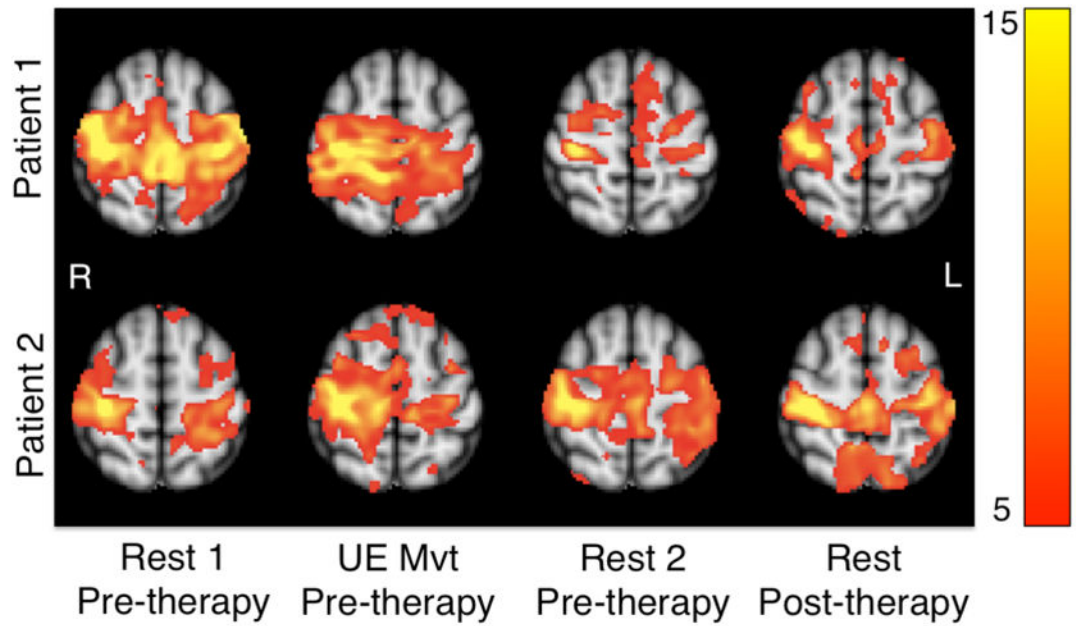 Patient 1
15
R
L
Patient 2
5
Rest 1
Pre-therapy
UE Mvt
Pre-therapy
Rest 2
Pre-therapy
Rest
Post-therapy